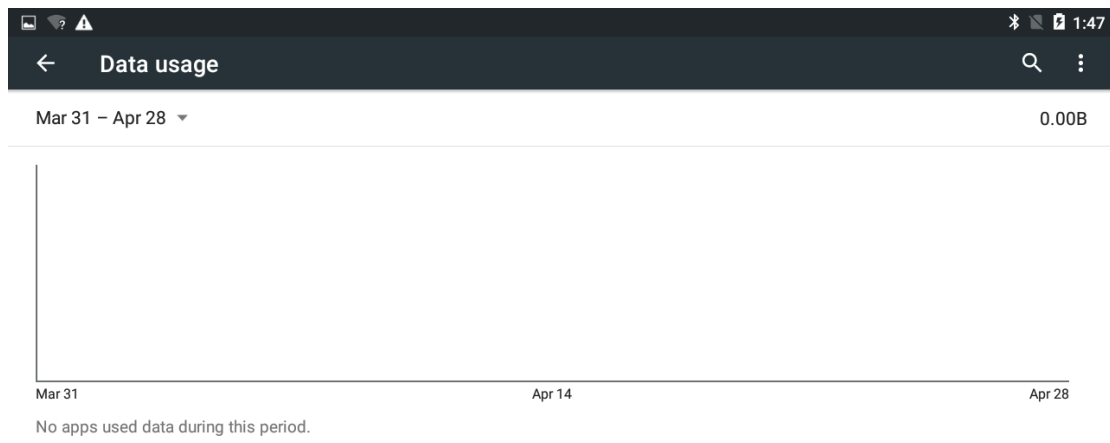 1:47
Data usage
Mar 31 – Apr 28 0.00B
Mar 31 Apr 14 Apr 28
No apps used data during this period.